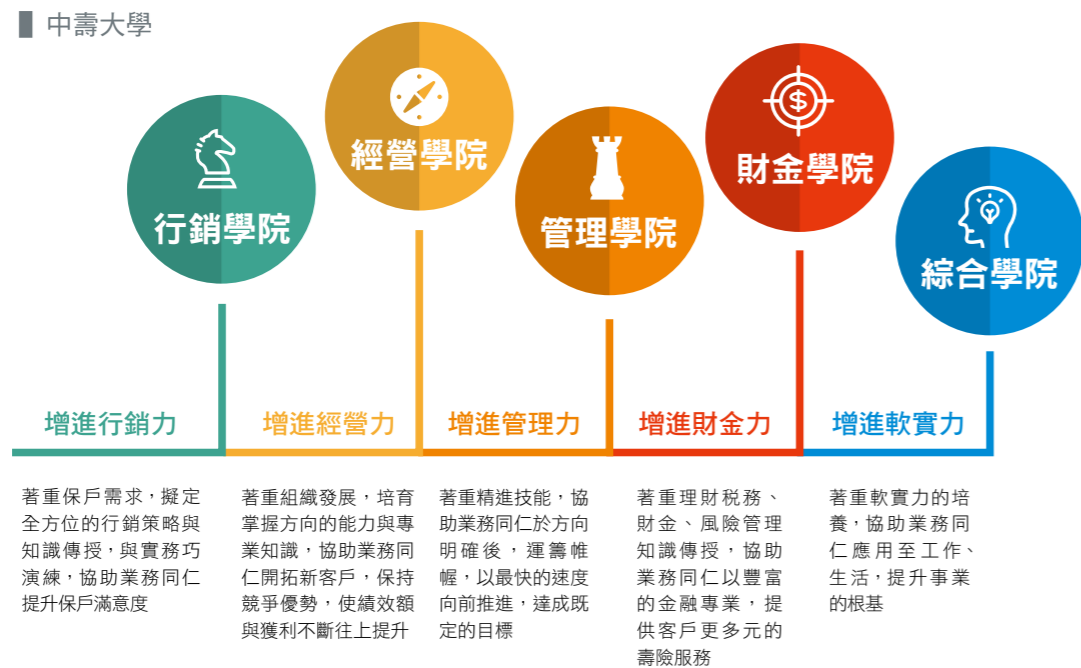 中壽大學
行銷學院
經營學院
管理學院
財金學院
綜合學院
增進行銷力
增進經營力
增進管理力
增進財金力
增進軟實力
著重保戶需求，擬定
全方位的行銷策略與
知識傳授，與實務巧
演練，協助業務同仁
提升保戶滿意度
著重組織發展，培育
掌握方向的能力與專
業知識，協助業務同
仁開拓新客戶，保持
競爭優勢，使績效額
與獲利不斷往上提升
著重精進技能，協
助業務同仁於方向
明確後，運籌帷
幄，以最快的速度
向前推進，達成既
定的目標
著重理財稅務、
財金、風險管理
知識傳授，協助
業務同仁以豐富
的金融專業，提
供客戶更多元的
壽險服務
著重軟實力的培
養，協助業務同
仁應用至工作、
生活，提升事業
的根基